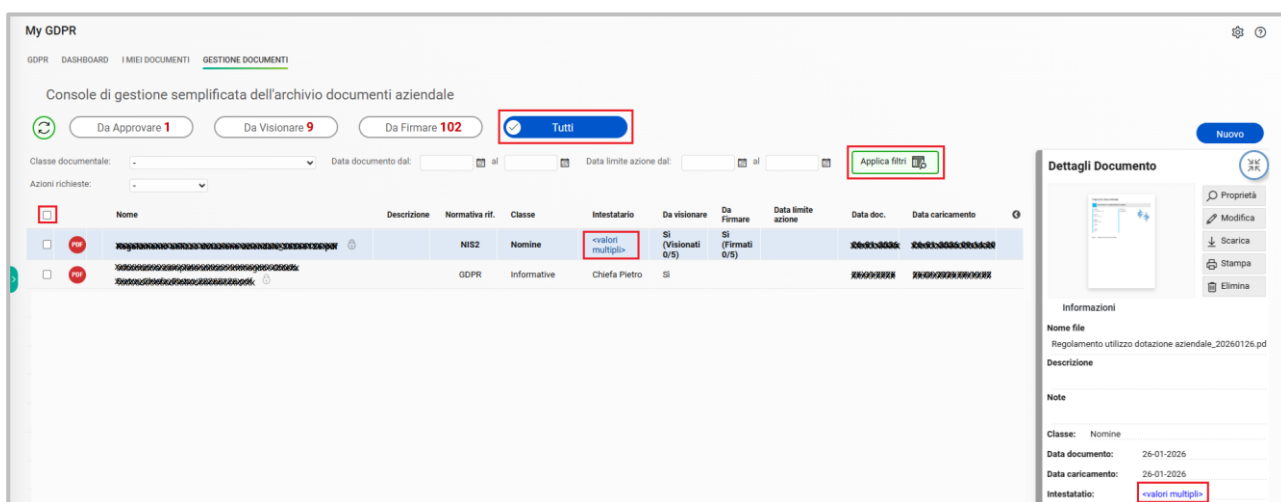 My GDPR
GDPR DASHBOARD I MIEI DOCUMENTI GESTIONE DOCUMENTI
Console di gestione semplificata dell'archivio documenti aziendale
Da Approvare 1 Da Visionare 9 Da Firmare 102 Tutti
Nuovo
Classe documentale: - Data documento dal: al Data limite azione dal: al Applica filtri
Azioni richieste: -
Nome Descrizione Normativa rif. Classe Intestatario Da visionare Da Firmare Data limite azione Data doc. Data caricamento
PDF NIS2 Nomine <valori multipli> Sì (Visionati 0/5) Sì (Firmati 0/5)
PDF GDPR Informative Chiefa Pietro Sì
Dettagli Documento
Proprietà
Modifica
Scarica
Stampa
Elimina
Informazioni
Nome file
Regolamento utilizzo dotazione aziendale_20260126.pd
Descrizione
Note
Classe: Nomine
Data documento: 26-01-2026
Data caricamento: 26-01-2026
Intestatatio: <valori multipli>